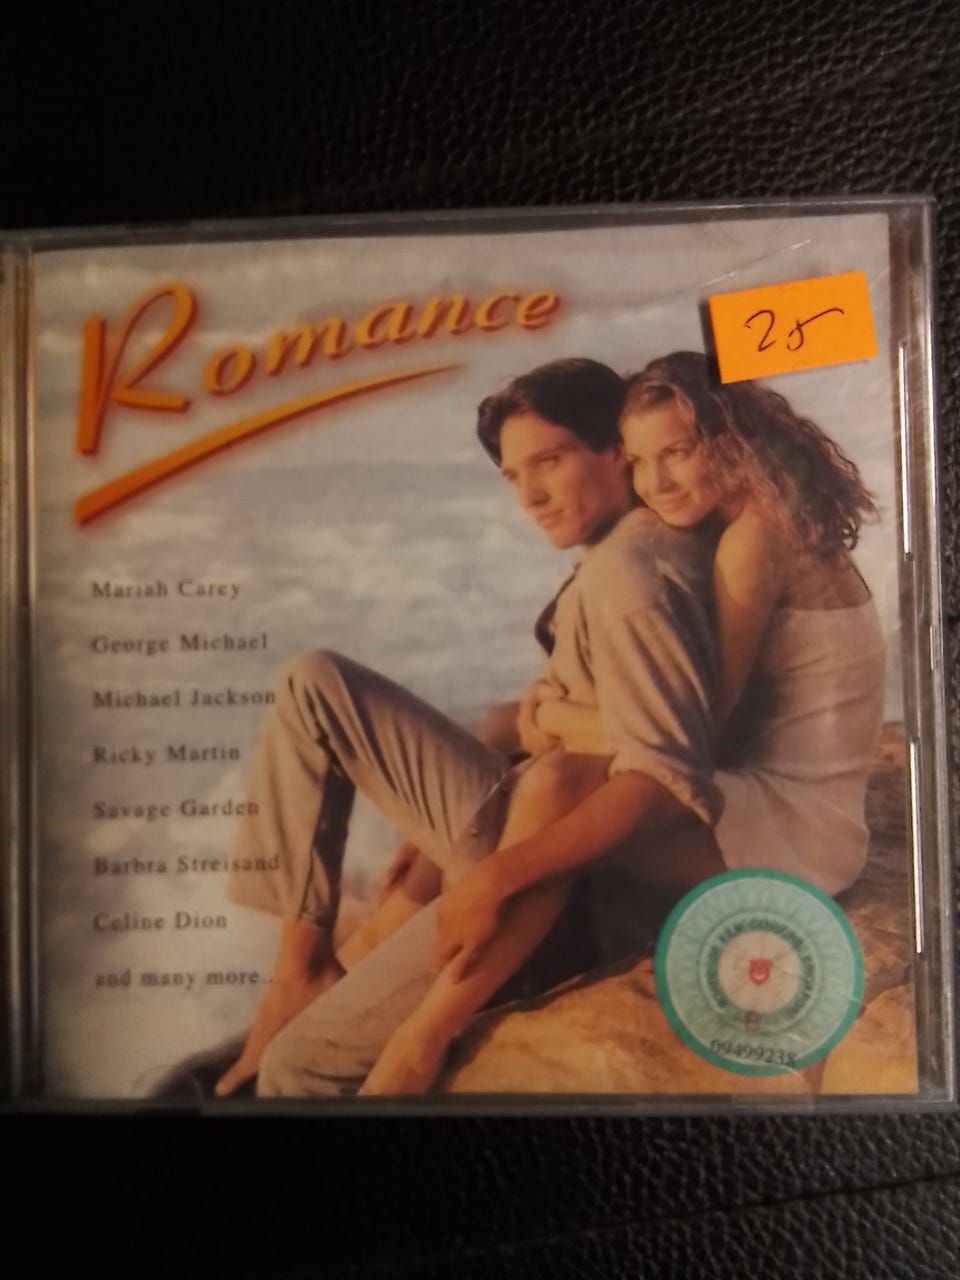 Romance
25
Mariah Carey
George Michael
Michael Jackson
Ricky Martin
Savage Garden
Barbra Streisand
Celine Dion
and many more...
09499238